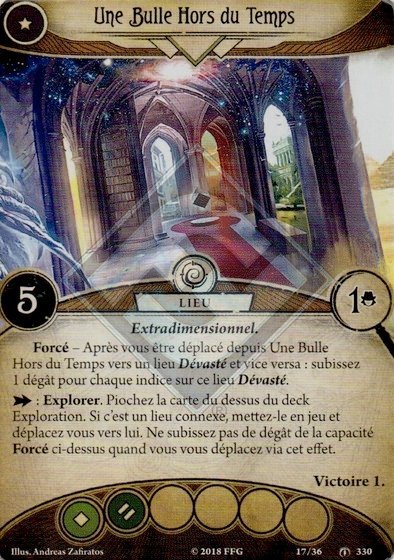 Une Bulle Hors du Temps
5
LIEU
1
Extradimensionnel.
Forcé – Après vous être déplacé depuis Une Bulle
Hors du Temps vers un lieu Dévasté et vice versa : subissez
1 dégât pour chaque indice sur ce lieu Dévasté.
: Explorer. Piochez la carte du dessus du deck
Exploration. Si c'est un lieu connexe, mettez-le en jeu et
déplacez vous vers lui. Ne subissez pas de dégât de la capacité
Forcé ci-dessus quand vous vous déplacez via cet effet.
Victoire 1.
Illus. Andreas Zafiratos © 2018 FFG 17/36 330